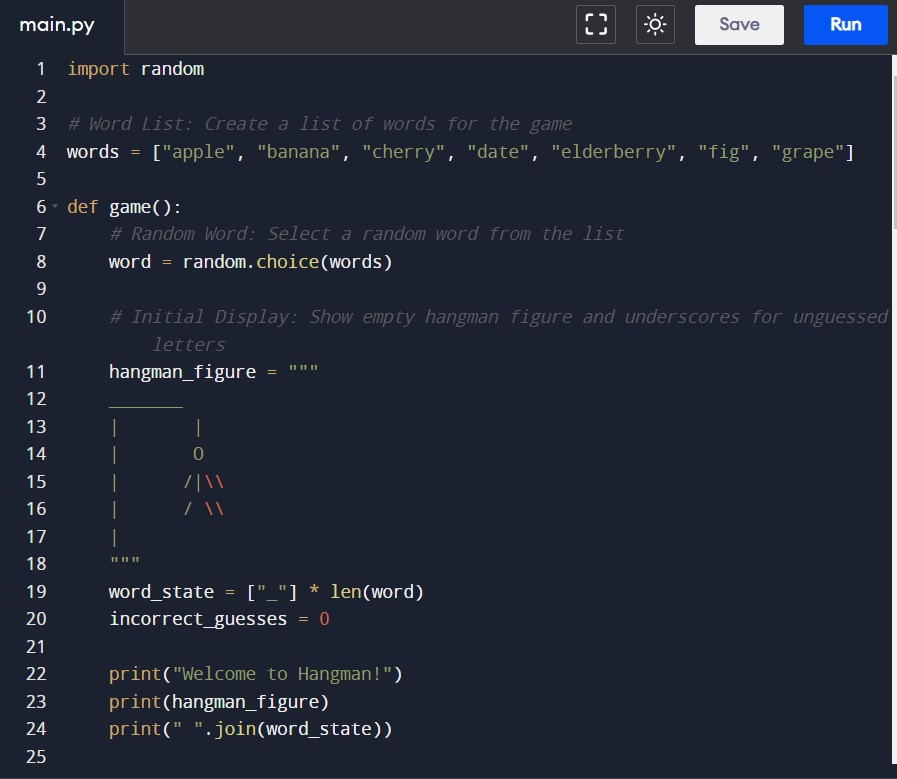 main.py
Save
Run
1 import random
2
3 # Word List: Create a list of words for the game
4 words = ["apple", "banana", "cherry", "date", "elderberry", "fig", "grape"]
5
6 def game():
7     # Random Word: Select a random word from the list
8     word = random.choice(words)
9
10     # Initial Display: Show empty hangman figure and underscores for unguessed
        letters
11     hangman_figure = """
12     _______
13     |       |
14     |       O
15     |      /|\\
16     |      / \\
17     |
18     """
19     word_state = ["_"] * len(word)
20     incorrect_guesses = 0
21
22     print("Welcome to Hangman!")
23     print(hangman_figure)
24     print(" ".join(word_state))
25